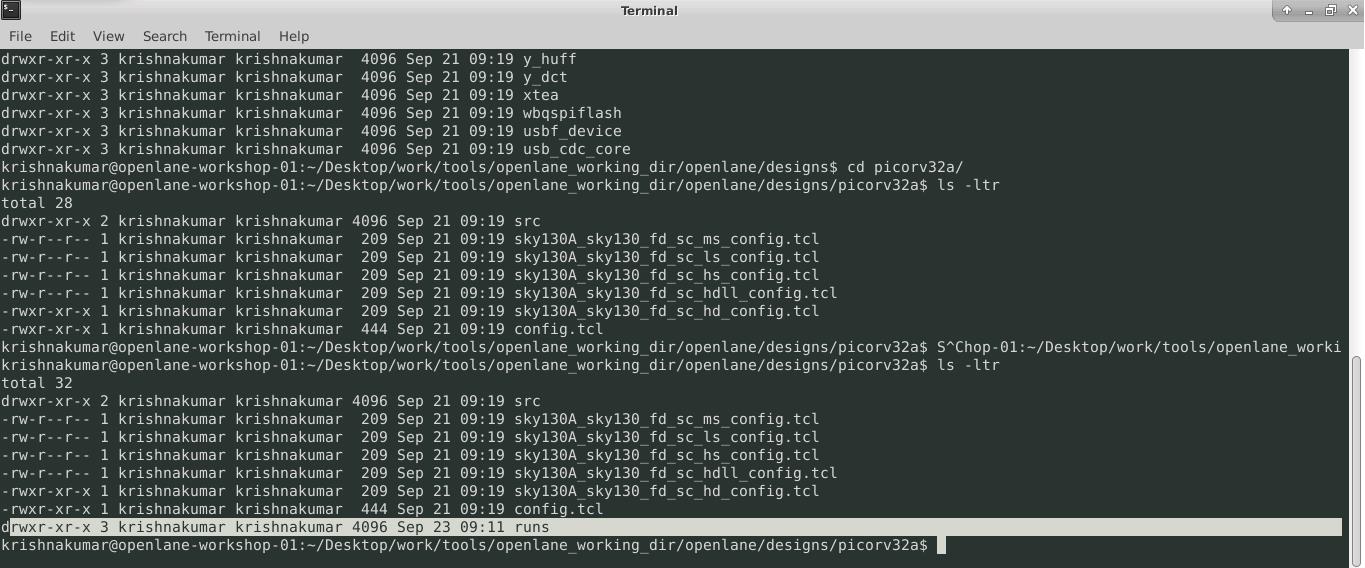 Terminal
File Edit View Search Terminal Help
drwxr-xr-x 3 krishnakumar krishnakumar  4096 Sep 21 09:19 y_huff
drwxr-xr-x 3 krishnakumar krishnakumar  4096 Sep 21 09:19 y_dct
drwxr-xr-x 3 krishnakumar krishnakumar  4096 Sep 21 09:19 xtea
drwxr-xr-x 3 krishnakumar krishnakumar  4096 Sep 21 09:19 wbqspiflash
drwxr-xr-x 3 krishnakumar krishnakumar  4096 Sep 21 09:19 usbf_device
drwxr-xr-x 3 krishnakumar krishnakumar  4096 Sep 21 09:19 usb_cdc_core
krishnakumar@openlane-workshop-01:~/Desktop/work/tools/openlane_working_dir/openlane/designs$ cd picorv32a/
krishnakumar@openlane-workshop-01:~/Desktop/work/tools/openlane_working_dir/openlane/designs/picorv32a$ ls -ltr
total 28
drwxr-xr-x 2 krishnakumar krishnakumar 4096 Sep 21 09:19 src
-rw-r--r-- 1 krishnakumar krishnakumar  209 Sep 21 09:19 sky130A_sky130_fd_sc_ms_config.tcl
-rw-r--r-- 1 krishnakumar krishnakumar  209 Sep 21 09:19 sky130A_sky130_fd_sc_ls_config.tcl
-rw-r--r-- 1 krishnakumar krishnakumar  209 Sep 21 09:19 sky130A_sky130_fd_sc_hs_config.tcl
-rw-r--r-- 1 krishnakumar krishnakumar  209 Sep 21 09:19 sky130A_sky130_fd_sc_hdll_config.tcl
-rwxr-xr-x 1 krishnakumar krishnakumar  209 Sep 21 09:19 sky130A_sky130_fd_sc_hd_config.tcl
-rwxr-xr-x 1 krishnakumar krishnakumar  444 Sep 21 09:19 config.tcl
krishnakumar@openlane-workshop-01:~/Desktop/work/tools/openlane_working_dir/openlane/designs/picorv32a$ S^Chop-01:~/Desktop/work/tools/openlane_worki
krishnakumar@openlane-workshop-01:~/Desktop/work/tools/openlane_working_dir/openlane/designs/picorv32a$ ls -ltr
total 32
drwxr-xr-x 2 krishnakumar krishnakumar 4096 Sep 21 09:19 src
-rw-r--r-- 1 krishnakumar krishnakumar  209 Sep 21 09:19 sky130A_sky130_fd_sc_ms_config.tcl
-rw-r--r-- 1 krishnakumar krishnakumar  209 Sep 21 09:19 sky130A_sky130_fd_sc_ls_config.tcl
-rw-r--r-- 1 krishnakumar krishnakumar  209 Sep 21 09:19 sky130A_sky130_fd_sc_hs_config.tcl
-rw-r--r-- 1 krishnakumar krishnakumar  209 Sep 21 09:19 sky130A_sky130_fd_sc_hdll_config.tcl
-rwxr-xr-x 1 krishnakumar krishnakumar  209 Sep 21 09:19 sky130A_sky130_fd_sc_hd_config.tcl
-rwxr-xr-x 1 krishnakumar krishnakumar  444 Sep 21 09:19 config.tcl
drwxr-xr-x 3 krishnakumar krishnakumar 4096 Sep 23 09:11 runs
krishnakumar@openlane-workshop-01:~/Desktop/work/tools/openlane_working_dir/openlane/designs/picorv32a$